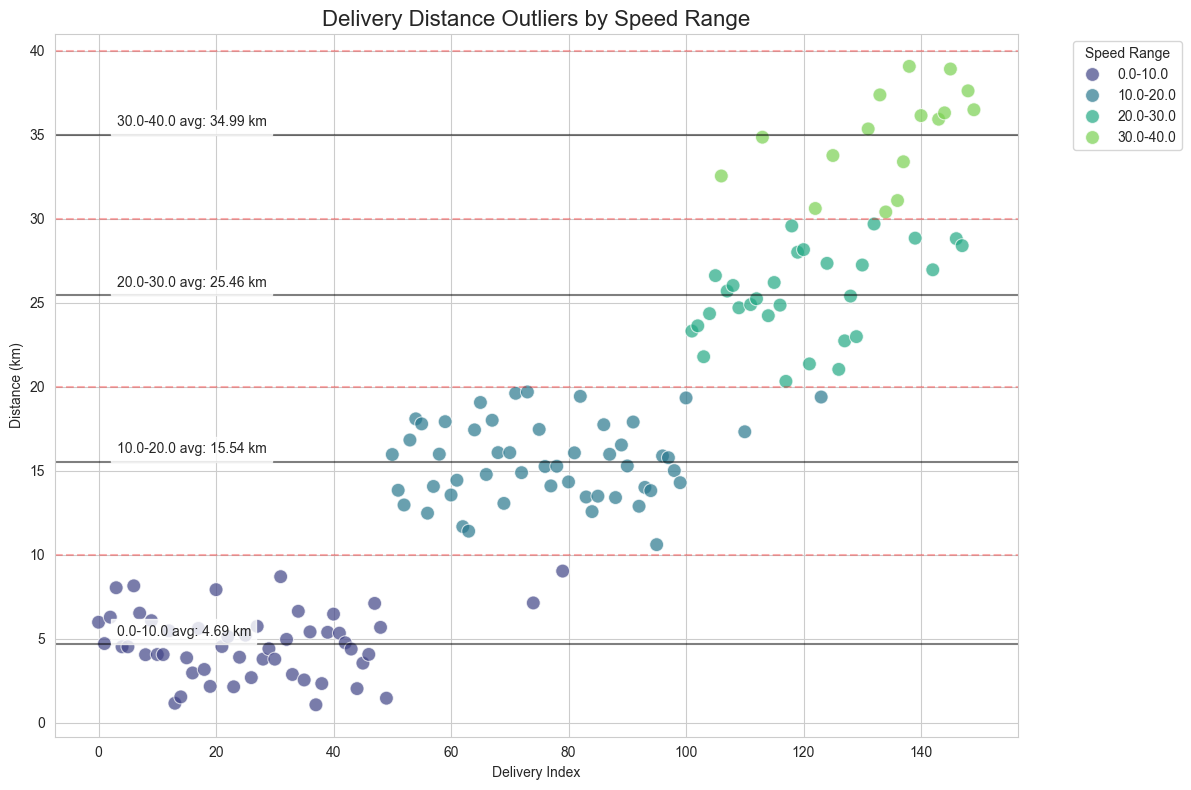 Delivery Distance Outliers by Speed Range
Speed Range
0.0-10.0
10.0-20.0
20.0-30.0
30.0-40.0
Distance (km)
40
35
30
25
20
15
10
5
0
30.0-40.0 avg: 34.99 km
20.0-30.0 avg: 25.46 km
10.0-20.0 avg: 15.54 km
0.0-10.0 avg: 4.69 km
0 20 40 60 80 100 120 140
Delivery Index